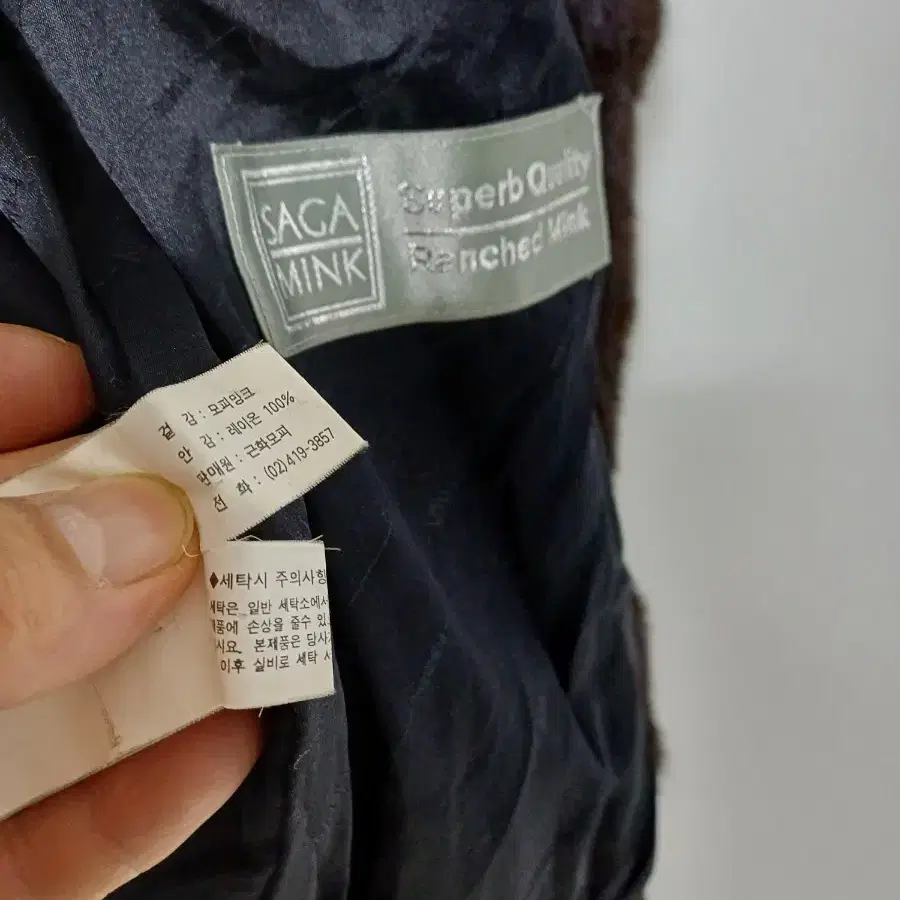 SAGA
MINK
Superb Quality
Ranched Mink
겉 감 : 모피밍크
안 감 : 레이온 100%
판매원 : 근화모피
전 화 : (02)419-3857
◆세탁시 주의사항
세탁은 일반 세탁소에서
제품에 손상을 줄수 있
시요. 본제품은 당사
이후 실비로 세탁